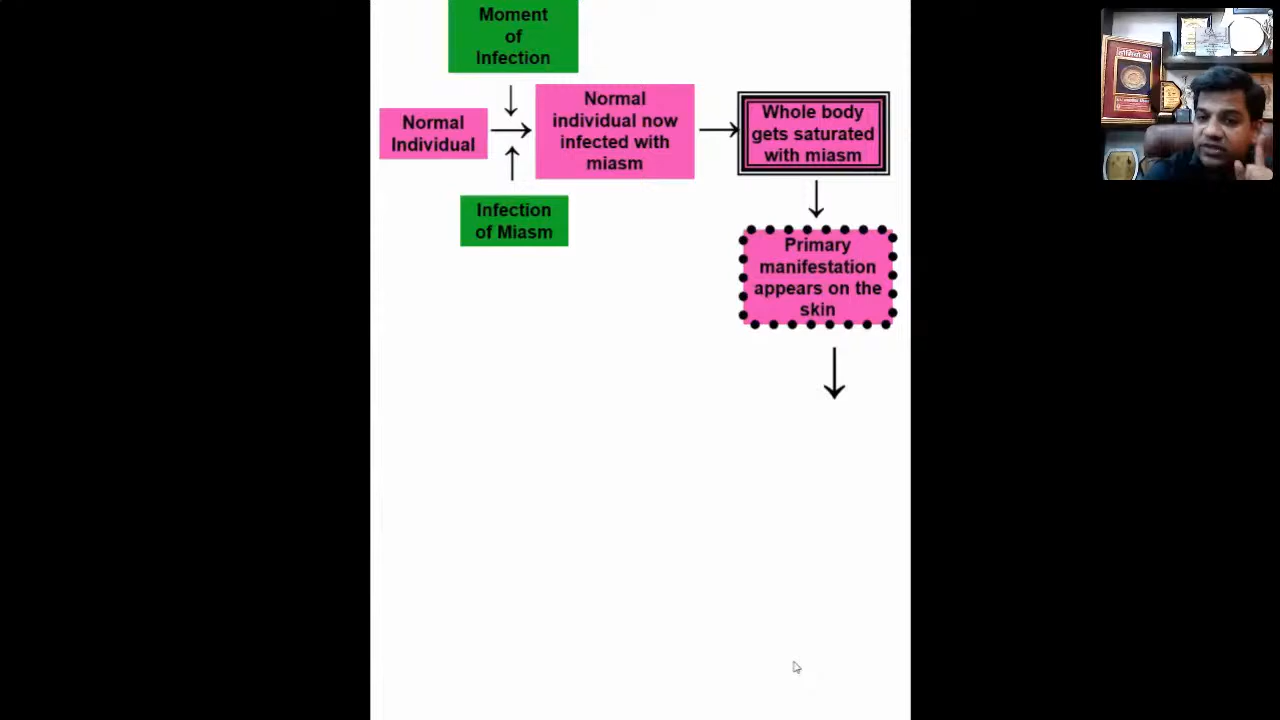 Moment
of
Infection
Normal
Individual
Normal
individual now
infected with
miasm
Whole body
gets saturated
with miasm
Infection
of Miasm
Primary
manifestation
appears on the
skin